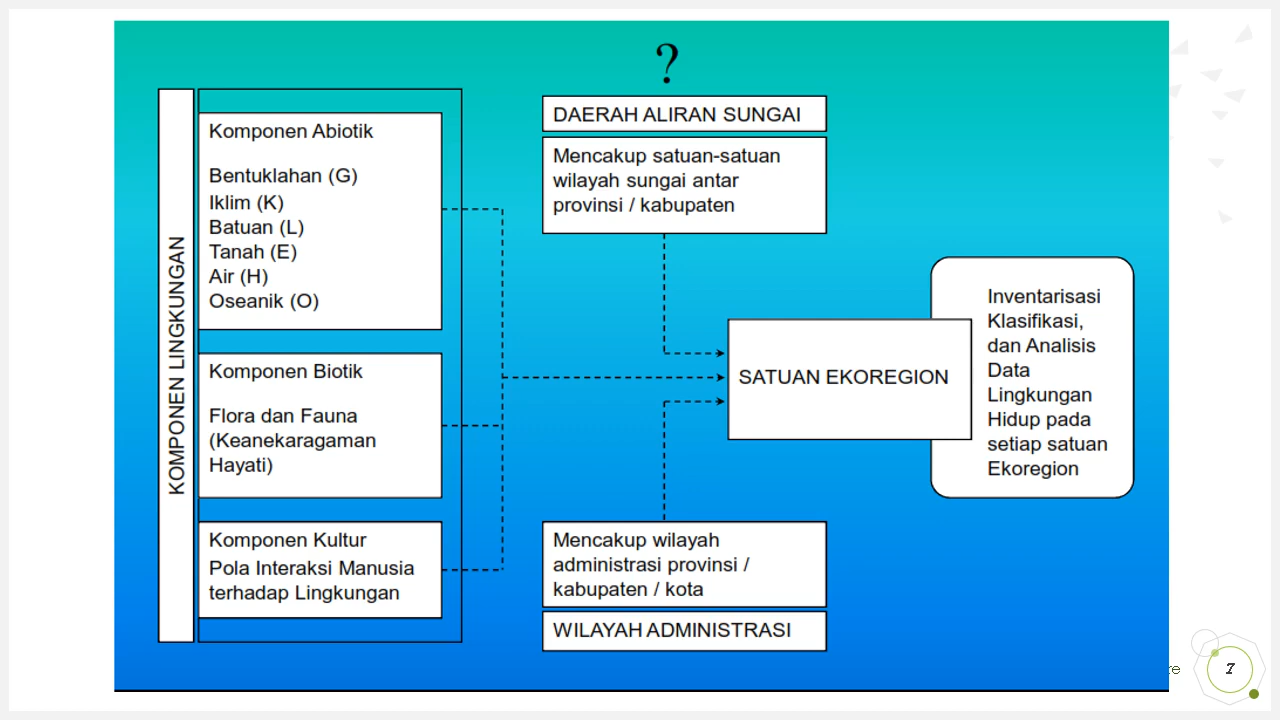 ?
KOMPONEN LINGKUNGAN
Komponen Abiotik
Bentuklahan (G)
Iklim (K)
Batuan (L)
Tanah (E)
Air (H)
Oseanik (O)
Komponen Biotik
Flora dan Fauna
(Keanekaragaman
Hayati)
Komponen Kultur
Pola Interaksi Manusia
terhadap Lingkungan
DAERAH ALIRAN SUNGAI
Mencakup satuan-satuan
wilayah sungai antar
provinsi / kabupaten
SATUAN EKOREGION
Inventarisasi
Klasifikasi,
dan Analisis
Data
Lingkungan
Hidup pada
setiap satuan
Ekoregion
Mencakup wilayah
administrasi provinsi /
kabupaten / kota
WILAYAH ADMINISTRASI
7